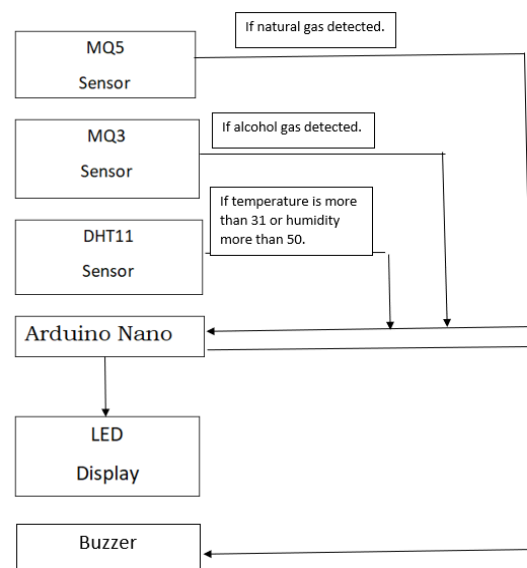 If natural gas detected.
MQ5
Sensor
If alcohol gas detected.
MQ3
Sensor
If temperature is more
than 31 or humidity
more than 50.
DHT11
Sensor
Arduino Nano
LED
Display
Buzzer